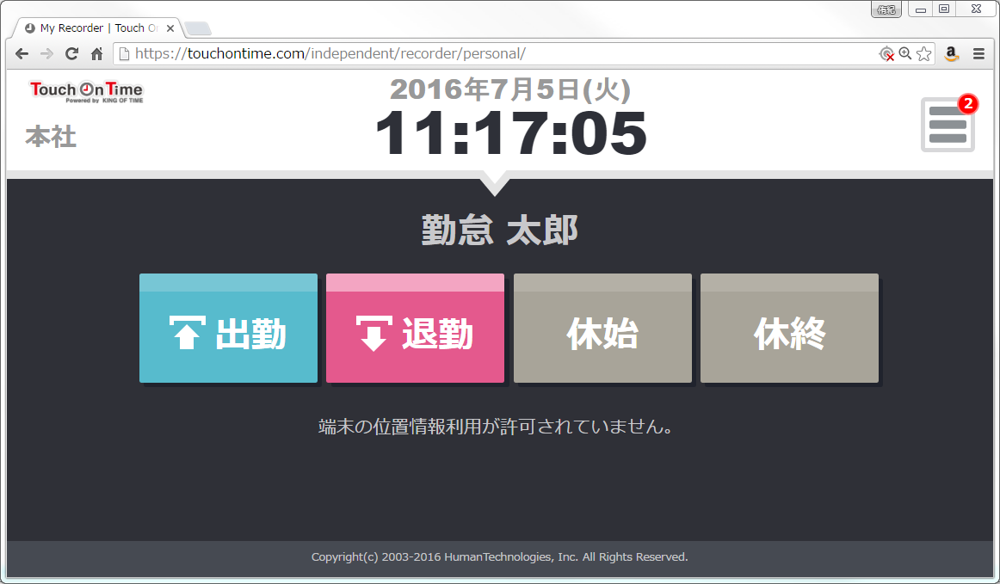 侑記
My Recorder | Touch O
https://touchontime.com/independent/recorder/personal/
Touch On Time
Powered by KING OF TIME
本社
2016年7月5日(火)
11:17:05
2
勤怠 太郎
出勤
退勤
休始
休終
端末の位置情報利用が許可されていません。
Copyright(c) 2003-2016 HumanTechnologies, Inc. All Rights Reserved.